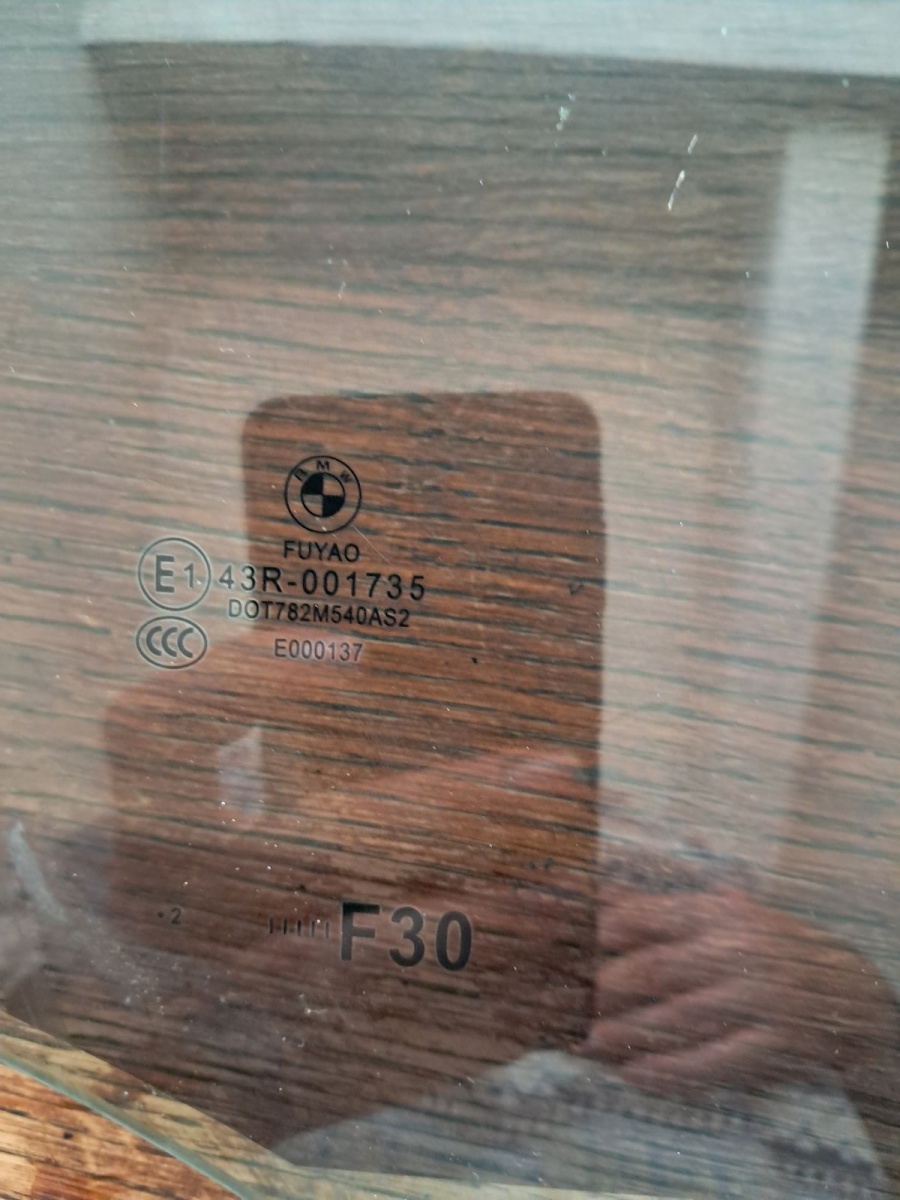 BMW
FUYAO
E1 43R-001735
DOT782M540AS2
CCC E000137
.2 F30